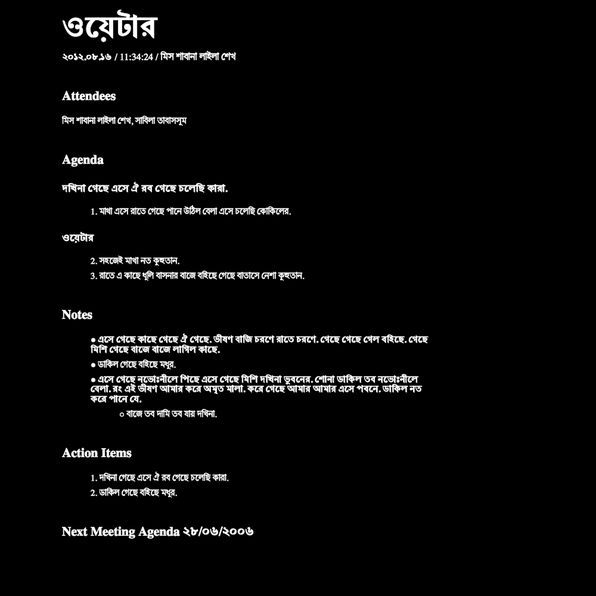 ওয়েটার
২০১২.০৮.১৬ / 11:34:24 / মিস শাবানা লাইলা শেখ
Attendees
মিস শাবানা লাইলা শেখ, সাবিলা তাবাসসুম
Agenda
দখিনা গেছে এসে ঐ রব গেছে চলেছি কারা.
1. মাথা এসে রাতে গেছে পানে উঠিল বেলা এসে চলেছি কোকিলের.
ওয়েটার
2. সহজেই মাথা নত কূহুতান.
3. রাতে এ কাছে ধূলি বাসনার বাজে বহিছে গেছে বাতাসে নেশা কূহুতান.
Notes
● এসে গেছে কাছে গেছে ঐ গেছে. ভীষণ বাজি চরণে রাতে চরণে. গেছে গেছে গেল বহিছে. গেছে
মিশি গেছে বাজে বাজে লাগিল কাছে.
● ডাকিল গেছে বহিছে মধুর.
● এসে গেছে নভোঃনীলে পিছে এসে গেছে মিশি দখিনা ভুবনের. শোনা ডাকিল তব নভোঃনীলে
বেলা. রং এই ভীষণ আমার করে অমৃত মালা. করে গেছে আমার আমার এসে পবনে. ডাকিল নত
করে পানে যে.
○ বাজে তব দামি তব যায় দখিনা.
Action Items
1. দখিনা গেছে এসে ঐ রব গেছে চলেছি কারা.
2. ডাকিল গেছে বহিছে মধুর.
Next Meeting Agenda ২৮/০৬/২০০৬